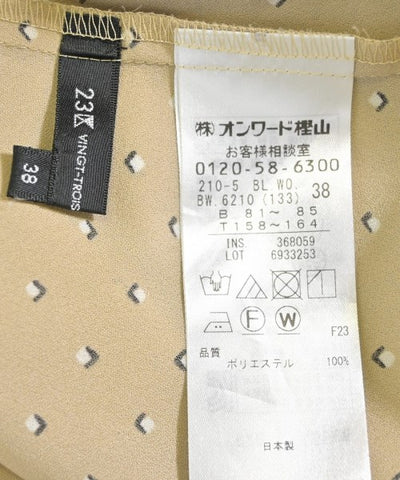 23区
VINGT-TROIS
38
㈱オンワード樫山
お客様相談室
0120-58-6300
210-5 BL WO. 38
BW.6210 (133)
B 81～ 85
T 158～164
INS 368059
LOT 6933253
F
W
F23
品質
ポリエステル 100%
日本製